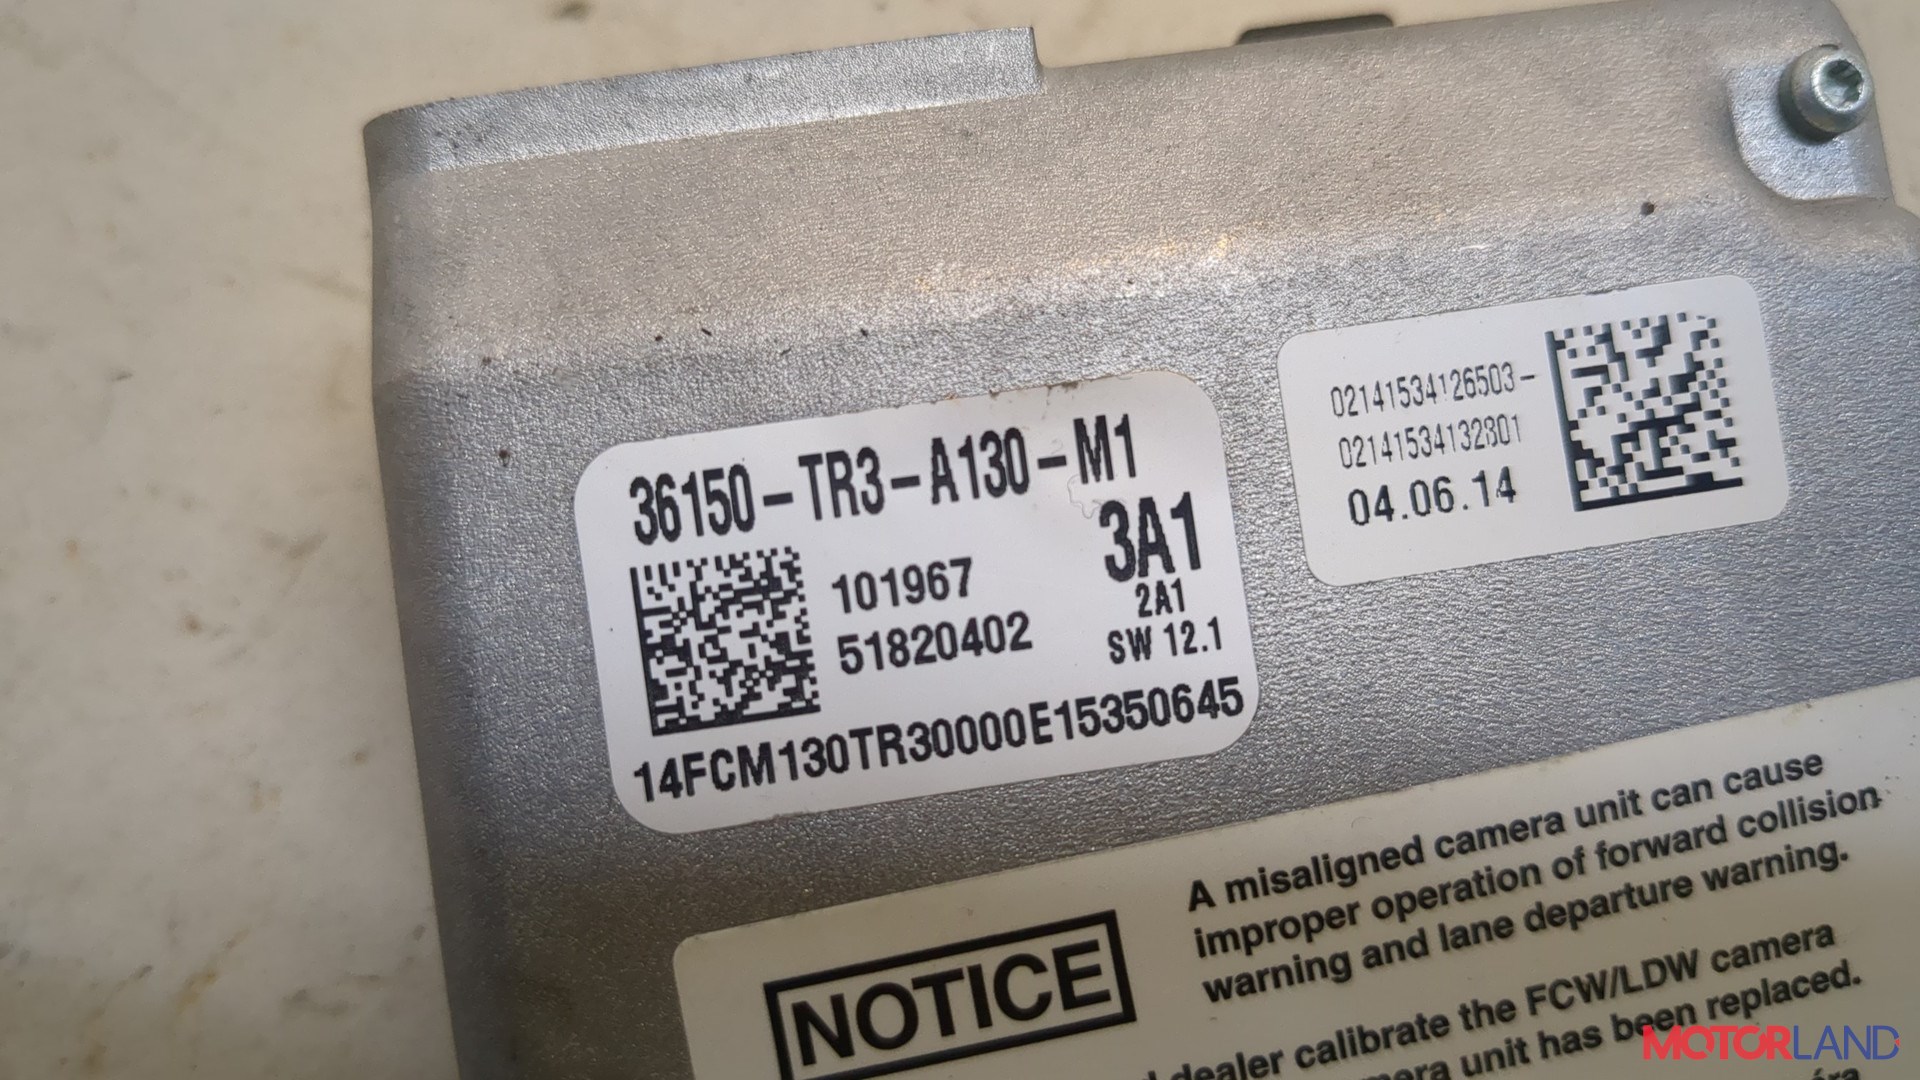 36150-TR3-A130-M1
3A1
101967
2A1
51820402
SW 12.1
14FCM130TR30000E15350645
02141534126503-
02141534132801
04.06.14
NOTICE
A misaligned camera unit can cause
improper operation of forward collision
warning and lane departure warning.
dealer calibrate the FCW/LDW camera
unit has been replaced.
MOTORLAND